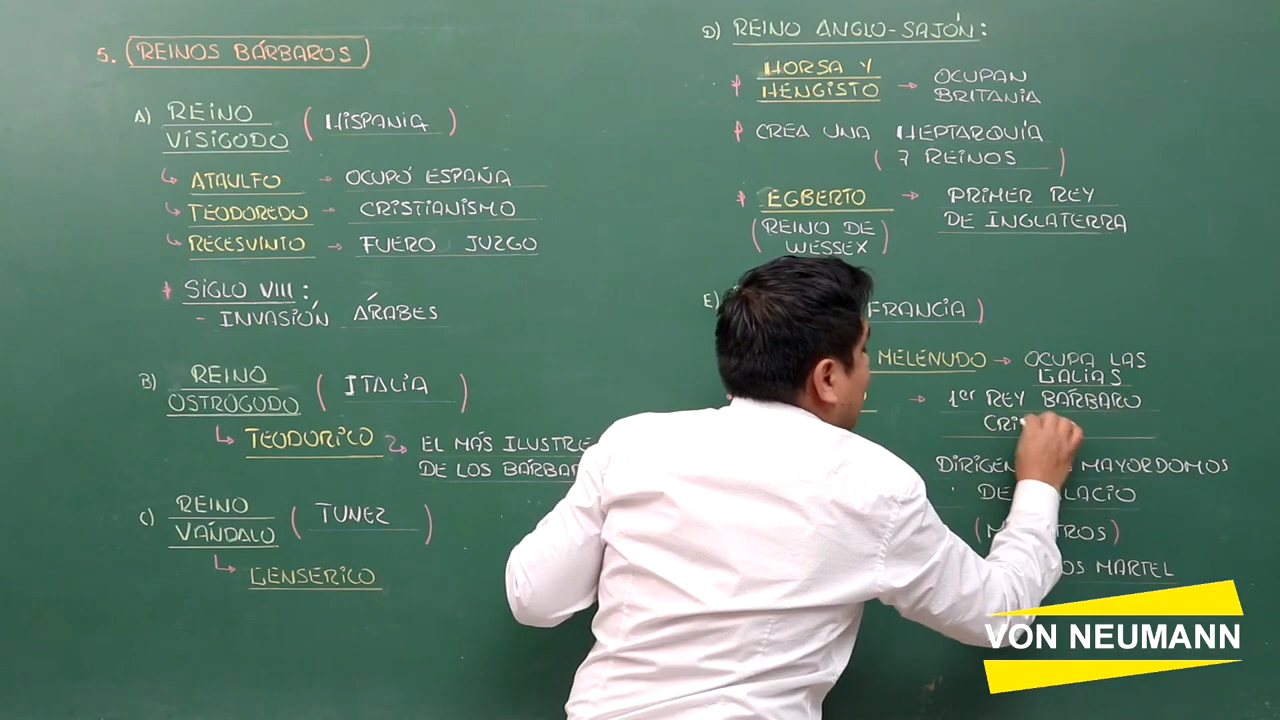 5. (REINOS BÁRBAROS)
A) REINO
VISIGODO
(HISPANIA)
ATAULFO → OCUPÓ ESPAÑA
TEODOREDO → CRISTIANISMO
RECESVINTO → FUERO JUZGO
SIGLO VIII:
- INVASIÓN ÁRABES
B) REINO
OSTROGODO
(ITALIA)
TEODORICO
EL MÁS ILUSTRE
DE LOS
C) REINO
VÁNDALO
(TUNEZ)
GENSERICO
D) REINO ANGLO-SAJÓN:
HORSA Y
HENGISTO
→ OCUPAN
BRITANIA
CREA UNA HEPTARQUÍA
(7 REINOS)
EGBERTO → PRIMER REY
DE INGLATERRA
(REINO DE
WESSEX)
E)
FRANCIA)
MELENUDO → OCUPA LAS
GALIAS
→ 1er REY BÁRBARO
MAYORDOMOS
DE
MARTEL
VON NEUMANN